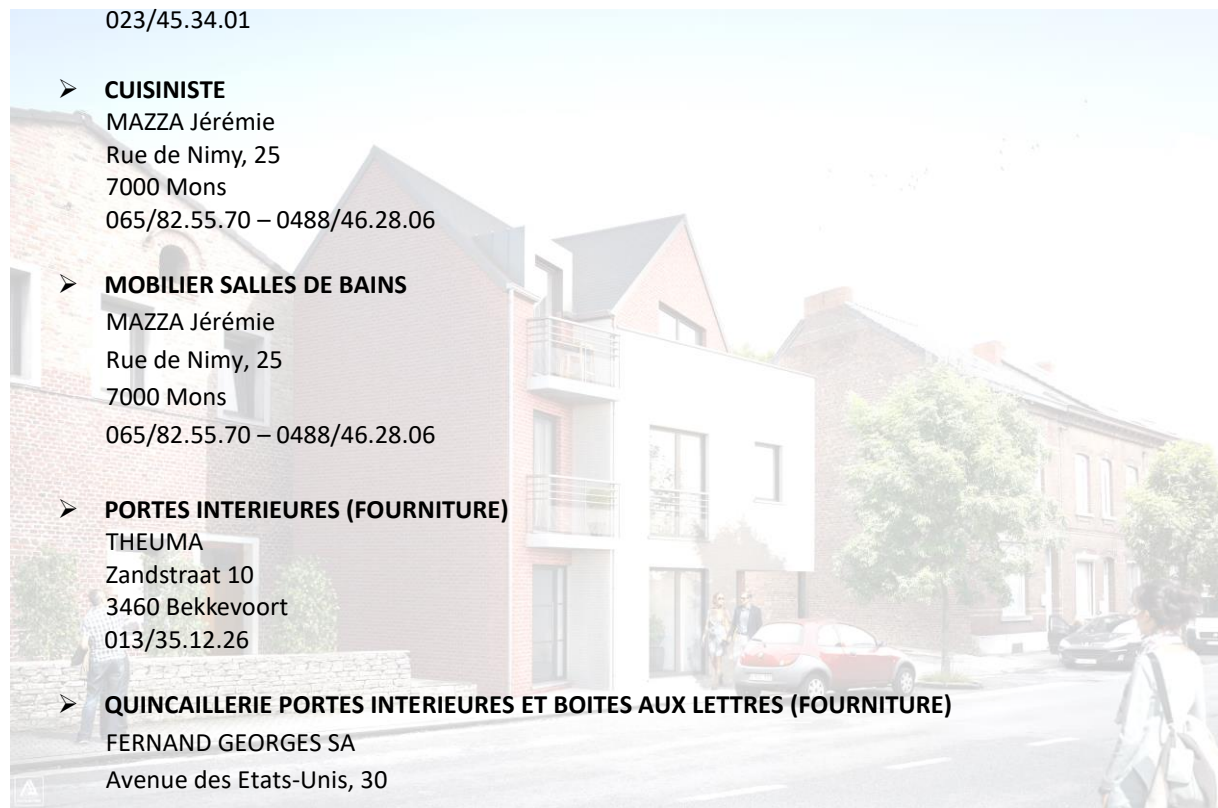 023/45.34.01
➢ CUISINISTE
MAZZA Jérémie
Rue de Nimy, 25
7000 Mons
065/82.55.70 – 0488/46.28.06
➢ MOBILIER SALLES DE BAINS
MAZZA Jérémie
Rue de Nimy, 25
7000 Mons
065/82.55.70 – 0488/46.28.06
➢ PORTES INTERIEURES (FOURNITURE)
THEUMA
Zandstraat 10
3460 Bekkevoort
013/35.12.26
➢ QUINCAILLERIE PORTES INTERIEURES ET BOITES AUX LETTRES (FOURNITURE)
FERNAND GEORGES SA
Avenue des Etats-Unis, 30